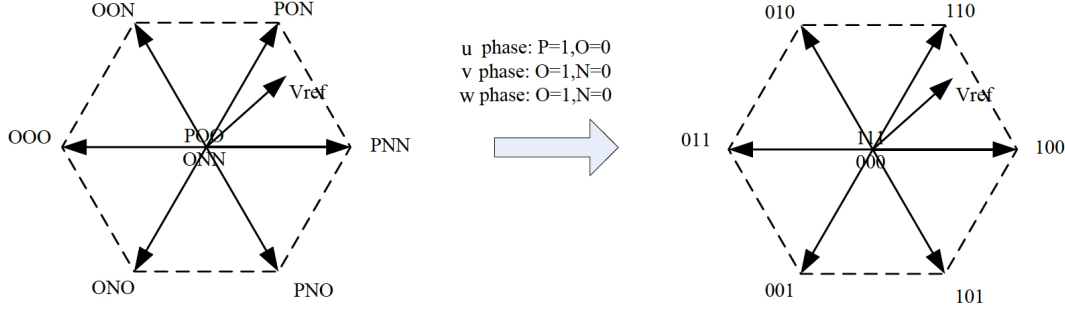 OON
PON
Vref
OOO
POO
ONN
PNN
ONO
PNO
u phase: P=1,O=0
v phase: O=1,N=0
w phase: O=1,N=0
010
110
Vref
011
111
000
100
001
101